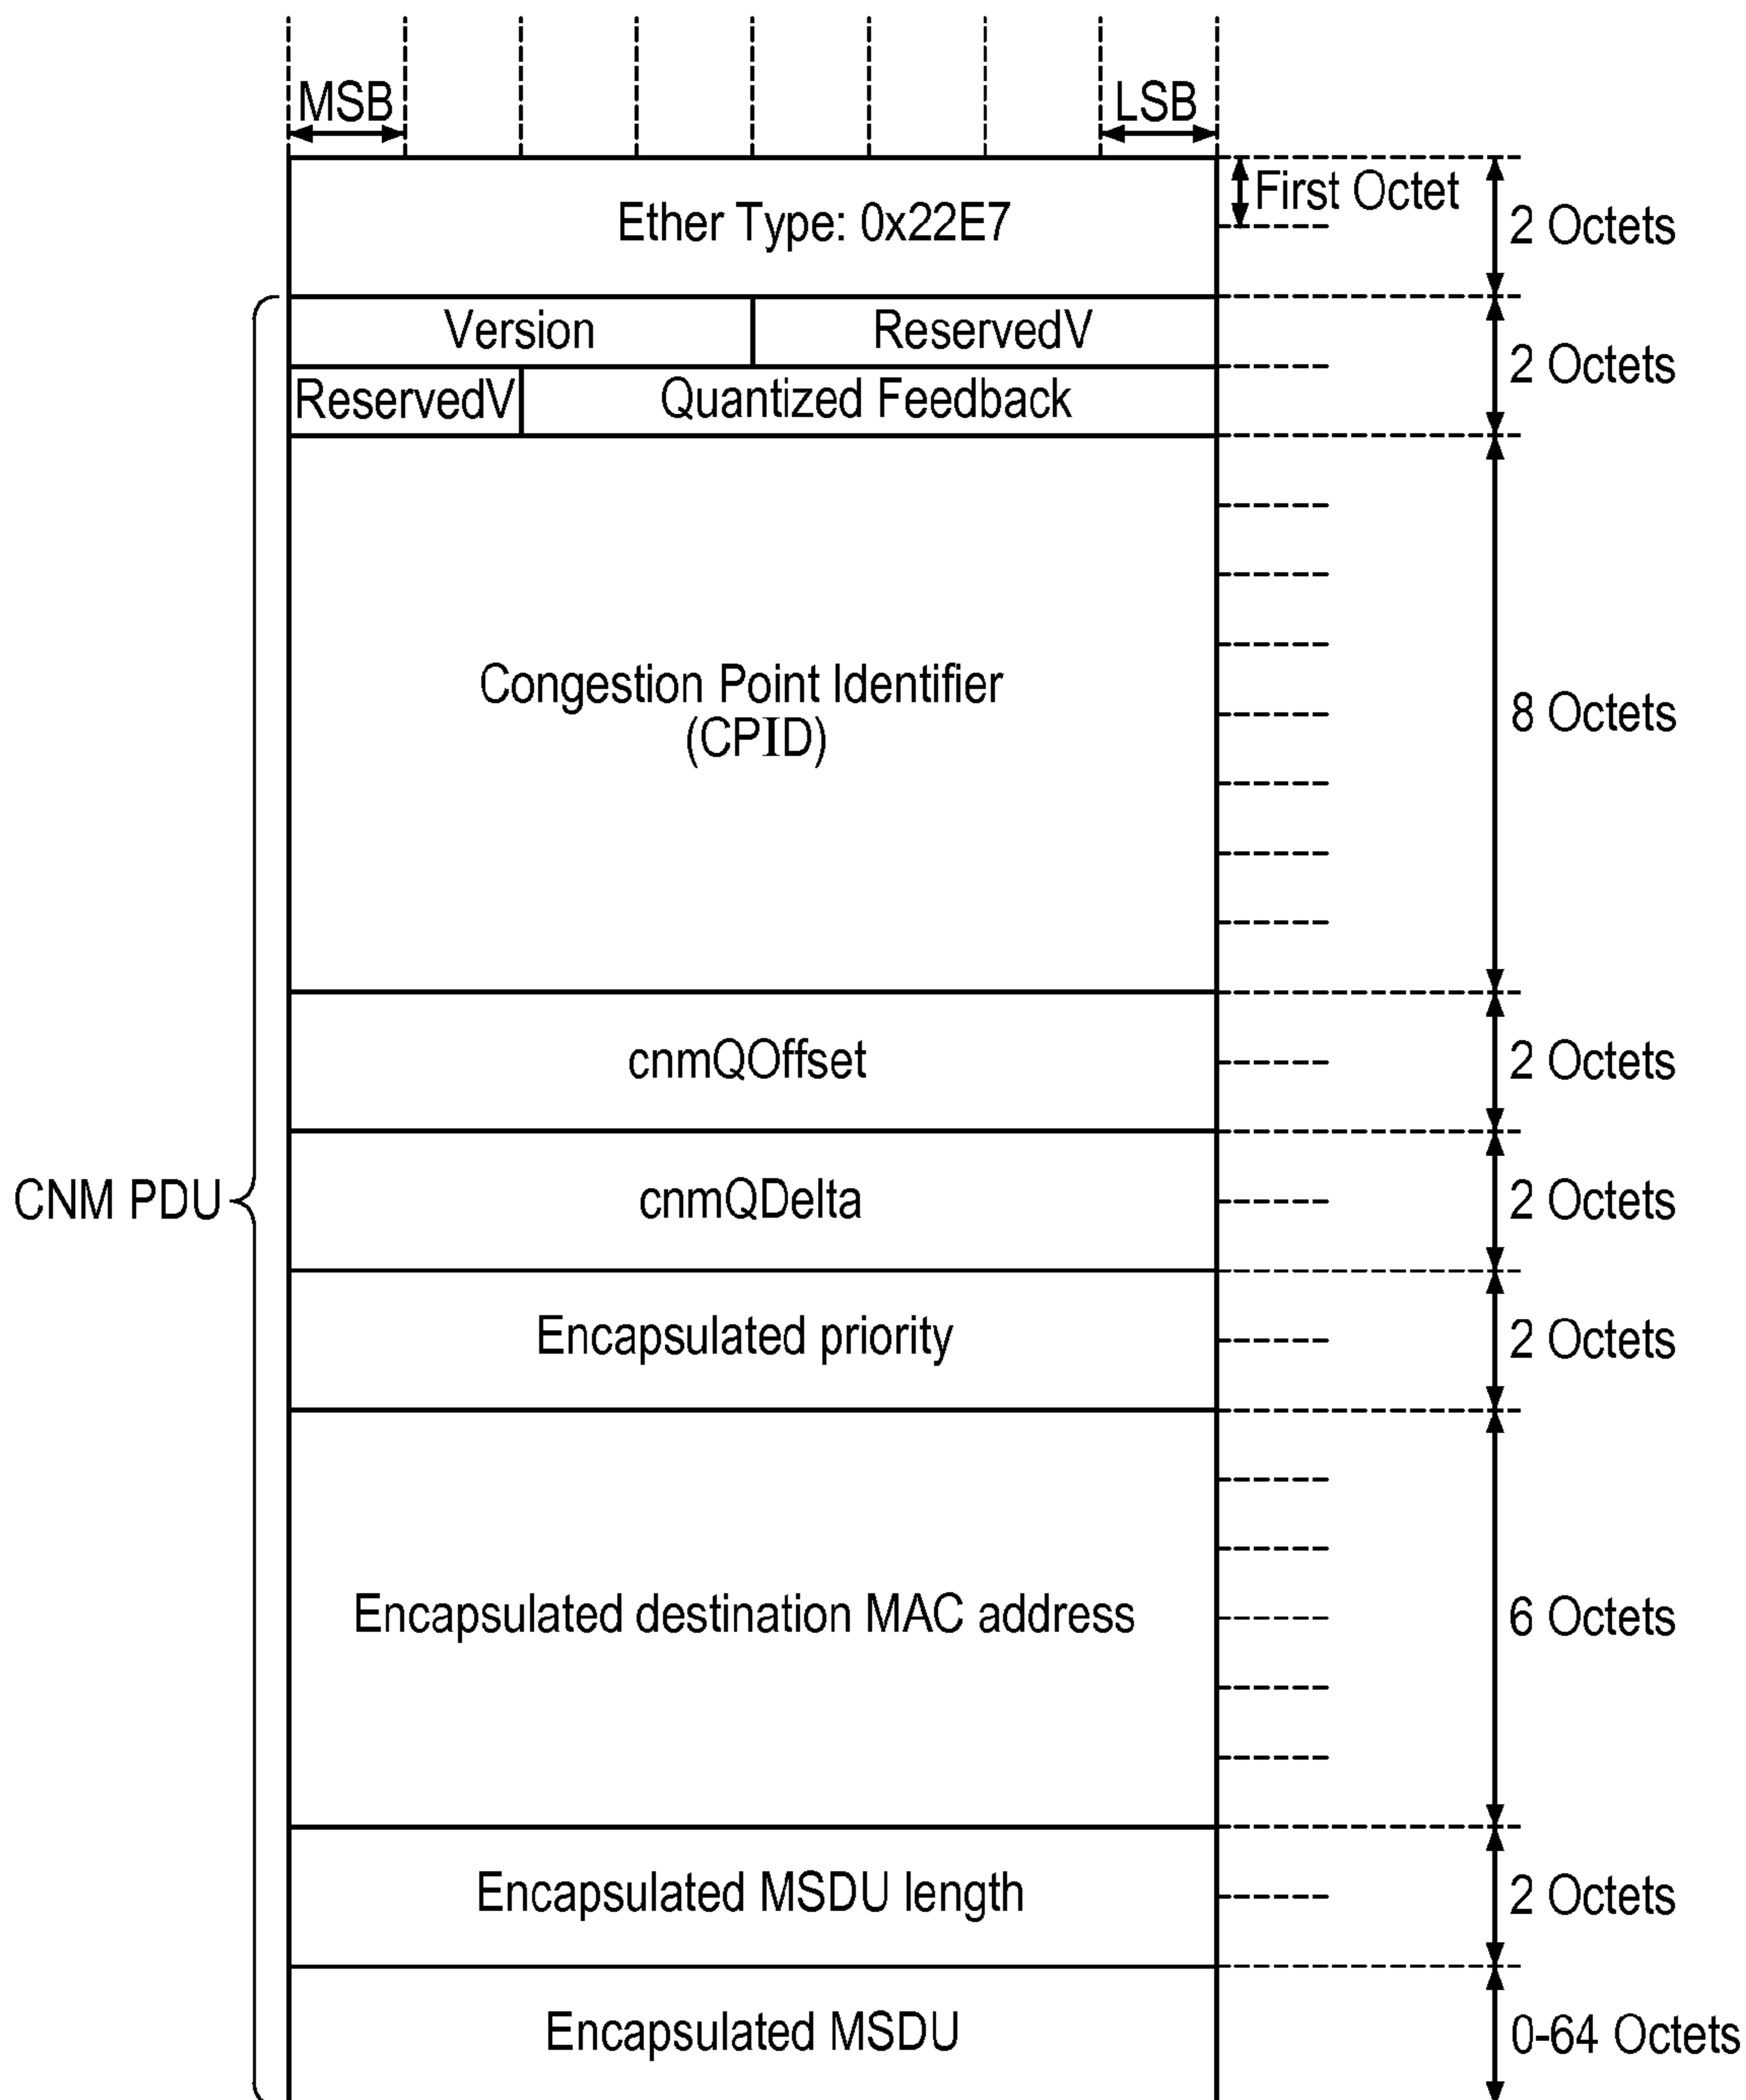 MSB
LSB
First Octet
Ether Type: 0x22E7
2 Octets
Version
ReservedV
2 Octets
ReservedV
Quantized Feedback
Congestion Point Identifier
(CPID)
8 Octets
cnmQOffset
2 Octets
CNM PDU
cnmQDelta
2 Octets
Encapsulated priority
2 Octets
Encapsulated destination MAC address
6 Octets
Encapsulated MSDU length
2 Octets
Encapsulated MSDU
0-64 Octets